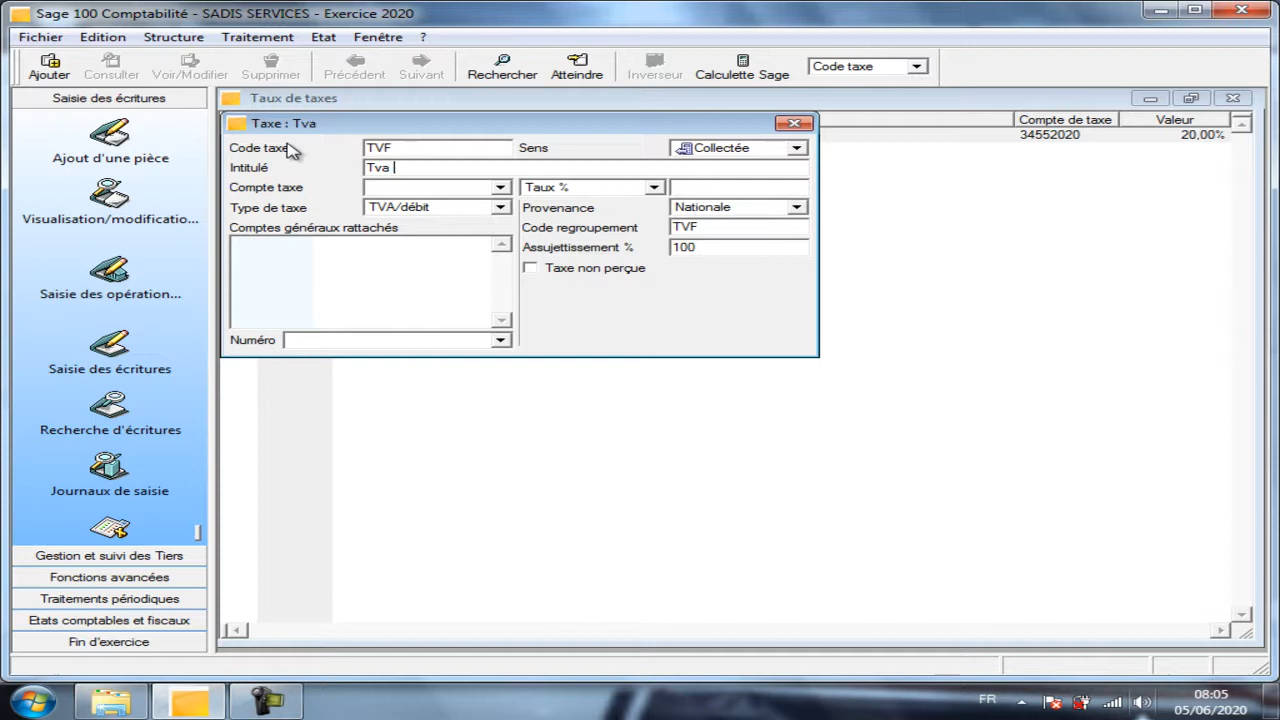 Sage 100 Comptabilité - SADIS SERVICES - Exercice 2020
Fichier Edition Structure Traitement Etat Fenêtre ?
Ajouter Consulter Voir/Modifier Supprimer Précédent Suivant Rechercher Atteindre Inverseur Calculette Sage Code taxe
Saisie des écritures
Ajout d'une pièce
Visualisation/modificatio...
Saisie des opération...
Saisie des écritures
Recherche d'écritures
Journaux de saisie
Gestion et suivi des Tiers
Fonctions avancées
Traitements périodiques
Etats comptables et fiscaux
Fin d'exercice
Taux de taxes
Compte de taxe Valeur
34552020 20,00%
Taxe : Tva
Code taxe TVF Sens Collectée
Intitulé Tva
Compte taxe Taux %
Type de taxe TVA/débit Provenance Nationale
Comptes généraux rattachés Code regroupement TVF
Assujettissement % 100
Taxe non perçue
Numéro
FR 08:05
05/06/2020